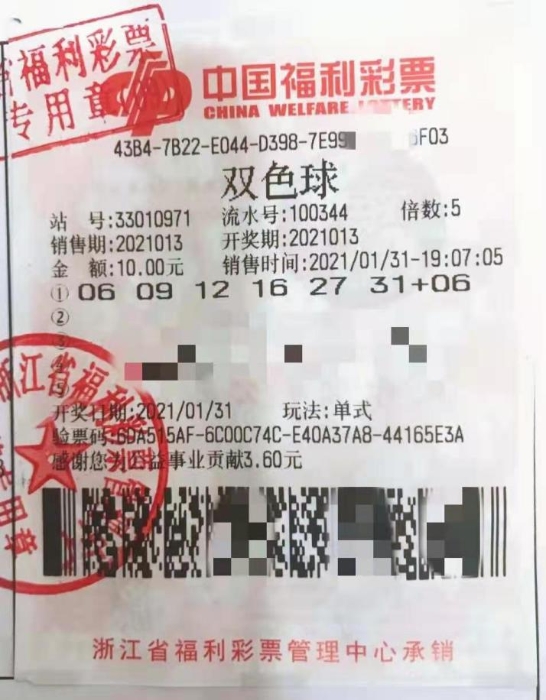 省福利彩票
专用章
中国福利彩票
CHINA WELFARE LOTTERY
43B4-7B22-E044-D398-7E99 6F03
双色球
站 号:33010971 流水号:100344 倍数:5
销售期:2021013 开奖期:2021013
金 额:10.00元 销售时间:2021/01/31-19:07:05
① 06 09 12 16 27 31+06
②
③
④
⑤
浙江省福利
开奖日期:2021/01/31 玩法:单式
验票码:6DA515AF-6C00C74C-E40A37A8-44165E3A
感谢您为公益事业贡献3.60元
浙江省福利彩票管理中心承销